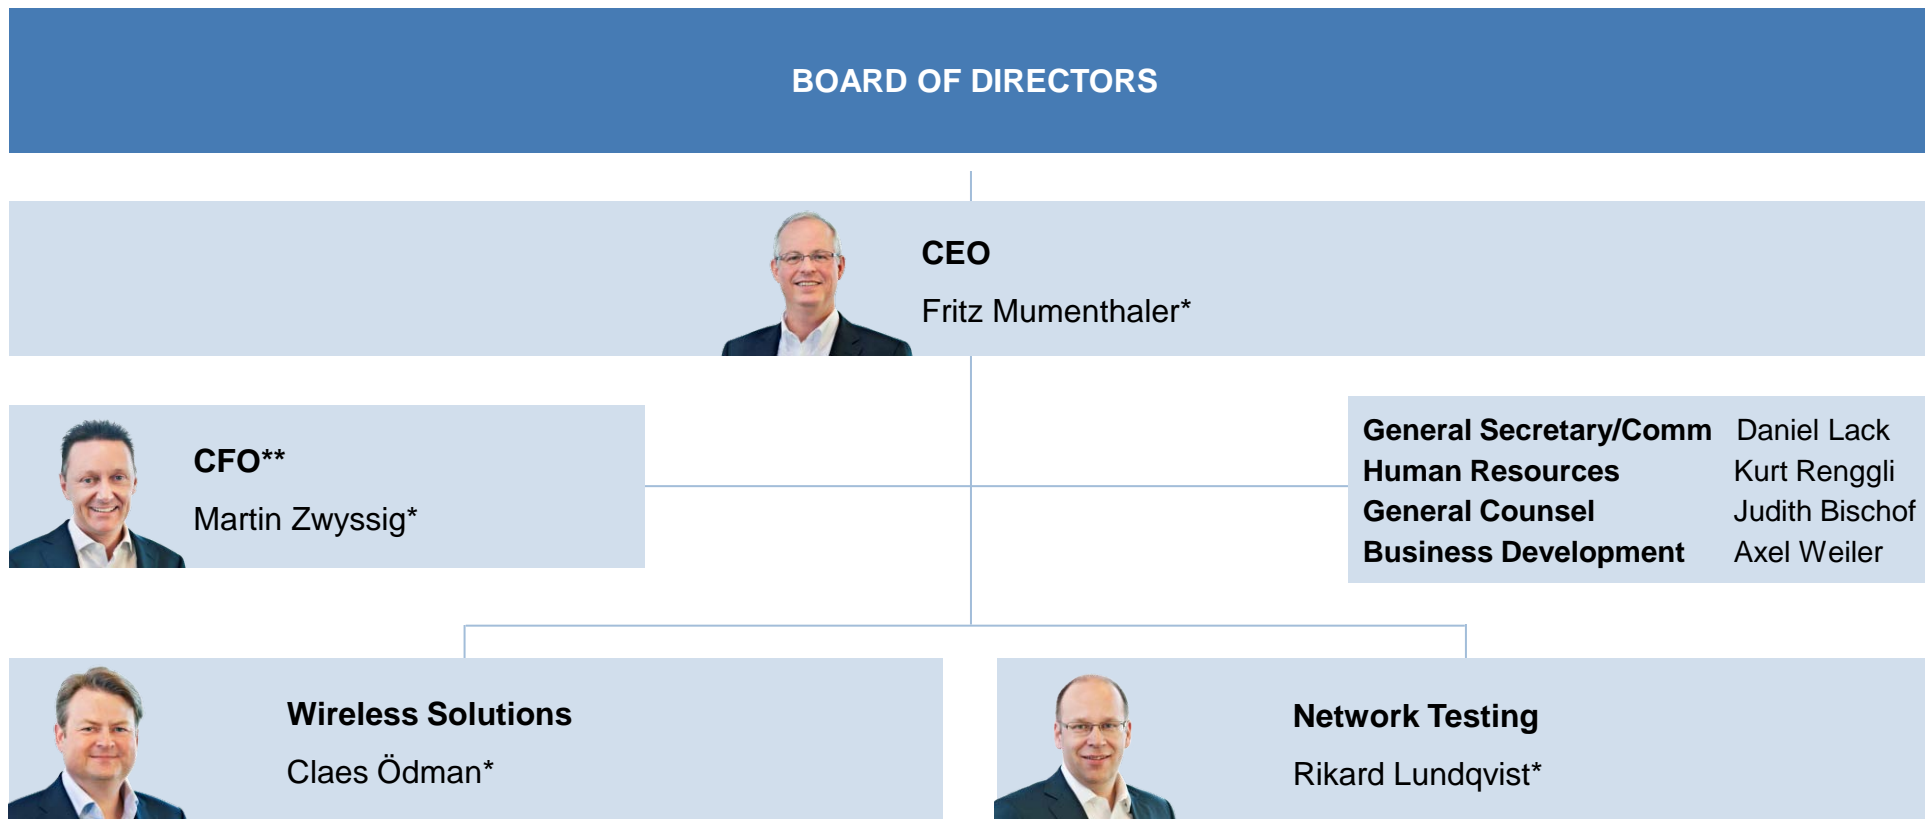 BOARD OF DIRECTORS
CEO
Fritz Mumenthaler*
CFO**
Martin Zwyssig*
General Secretary/Comm Daniel Lack
Human Resources Kurt Renggli
General Counsel Judith Bischof
Business Development Axel Weiler
Wireless Solutions
Claes Ödman*
Network Testing
Rikard Lundqvist*